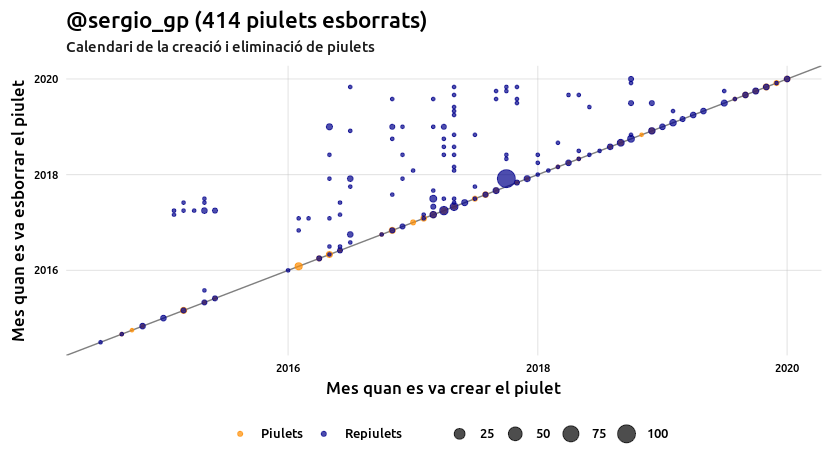 @sergio_gp (414 piulets esborrats)
Calendari de la creació i eliminació de piulets
Mes quan es va esborrar el piulet
2020
2018
2016
2016
2018
2020
Mes quan es va crear el piulet
Piulets
Repiulets
25
50
75
100